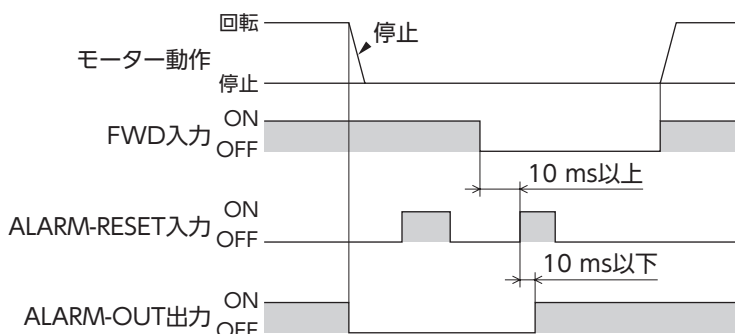 回転
停止
モーター動作
停止
ON
FWD入力
OFF
10 ms以上
ON
ALARM-RESET入力
OFF
10 ms以下
ON
ALARM-OUT出力
OFF